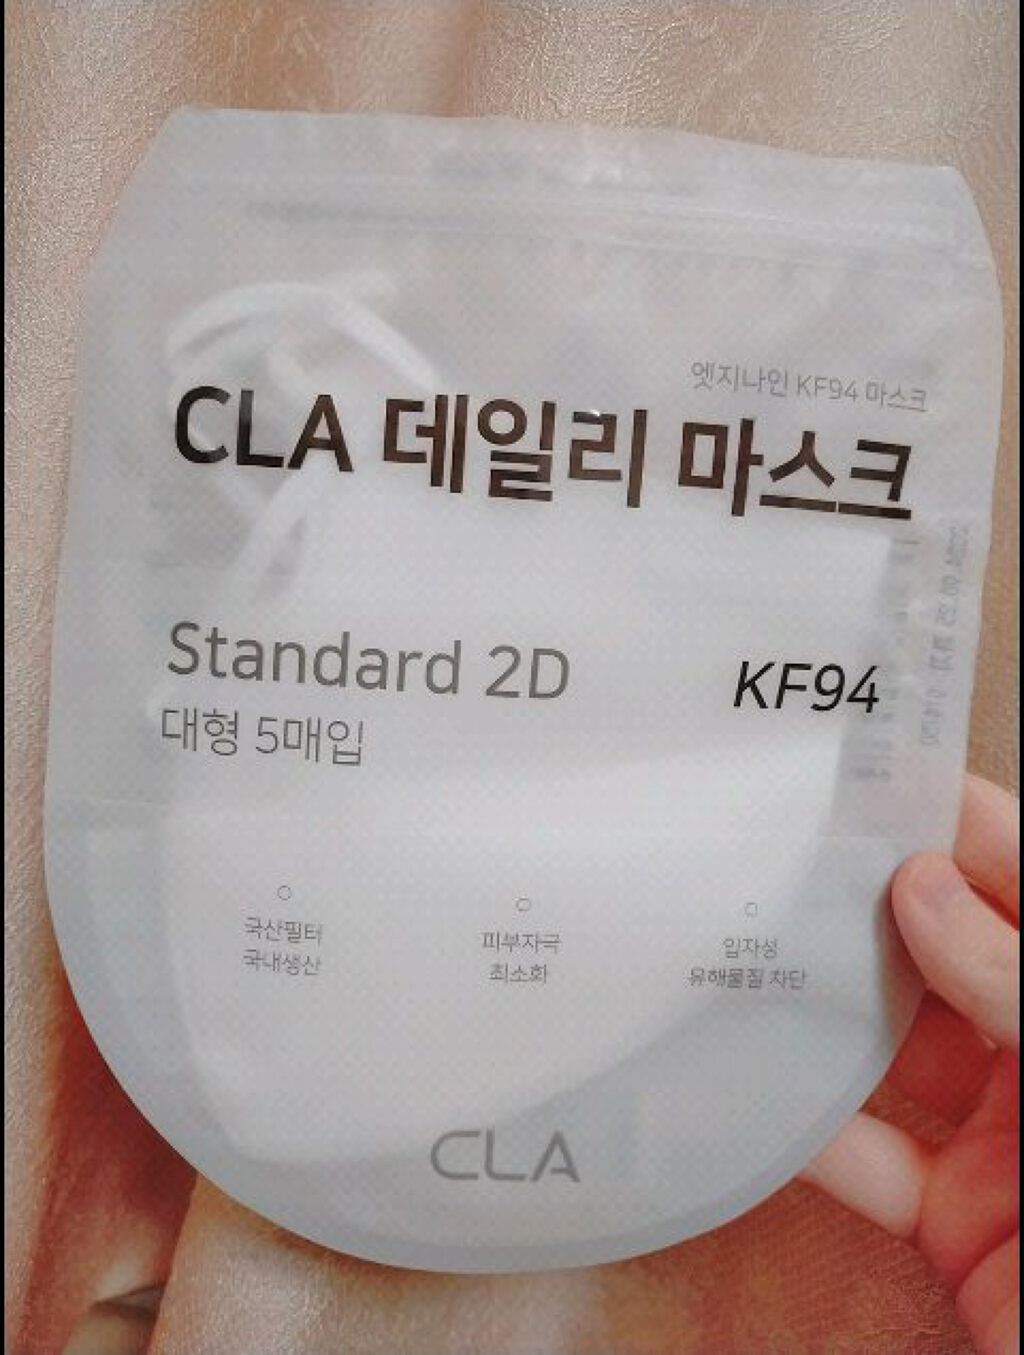 엣지나인 KF94 마스크
CLA 데일리 마스크
Standard 2D
KF94
대형 5매입
국산필터
국내생산
피부자극
최소화
입자성
유해물질 차단
CLA